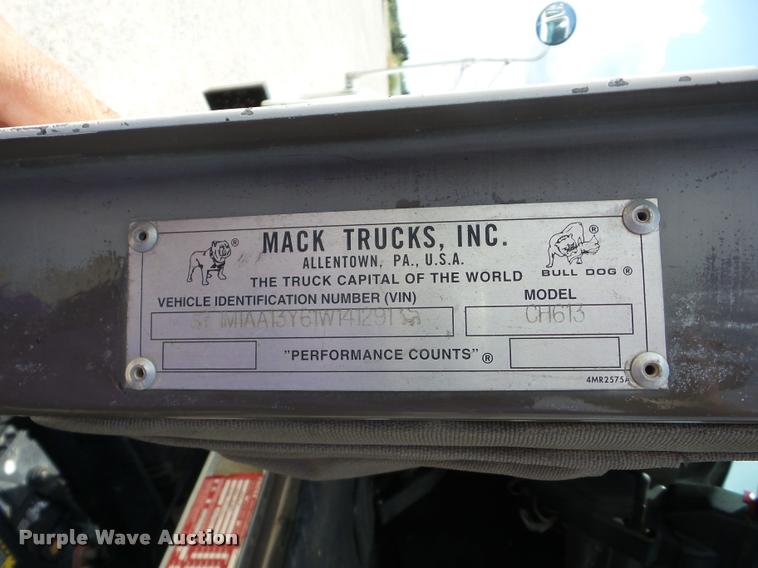 MACK TRUCKS, INC.
ALLENTOWN, PA., U.S.A.
THE TRUCK CAPITAL OF THE WORLD
BULL DOG ®
VEHICLE IDENTIFICATION NUMBER (VIN)
MODEL
1M1AA13Y61W141291
CH613
"PERFORMANCE COUNTS"®
4MR2575A
Purple Wave Auction